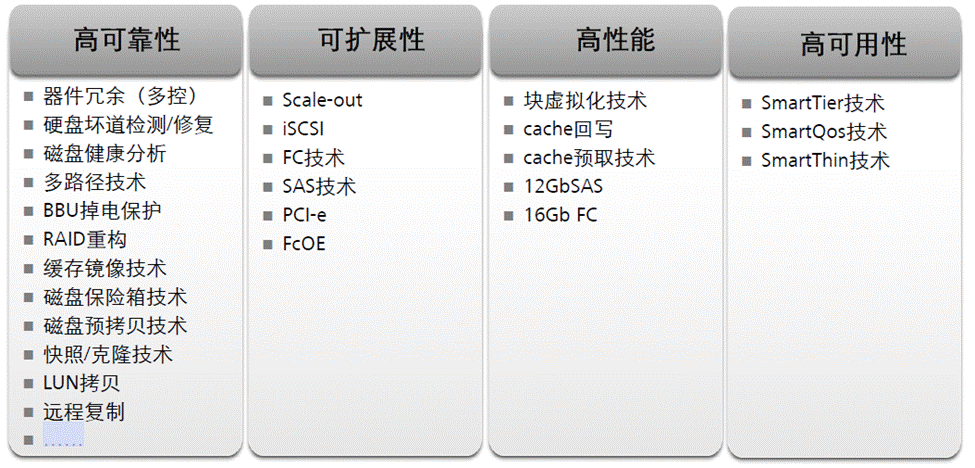 高可靠性
器件冗余（多控）
硬盘坏道检测/修复
磁盘健康分析
多路径技术
BBU掉电保护
RAID重构
缓存镜像技术
磁盘保险箱技术
磁盘预拷贝技术
快照/克隆技术
LUN拷贝
远程复制
……
可扩展性
Scale-out
iSCSI
FC技术
SAS技术
PCI-e
FcOE
高性能
块虚拟化技术
cache回写
cache预取技术
12GbSAS
16Gb FC
高可用性
SmartTier技术
SmartQos技术
SmartThin技术